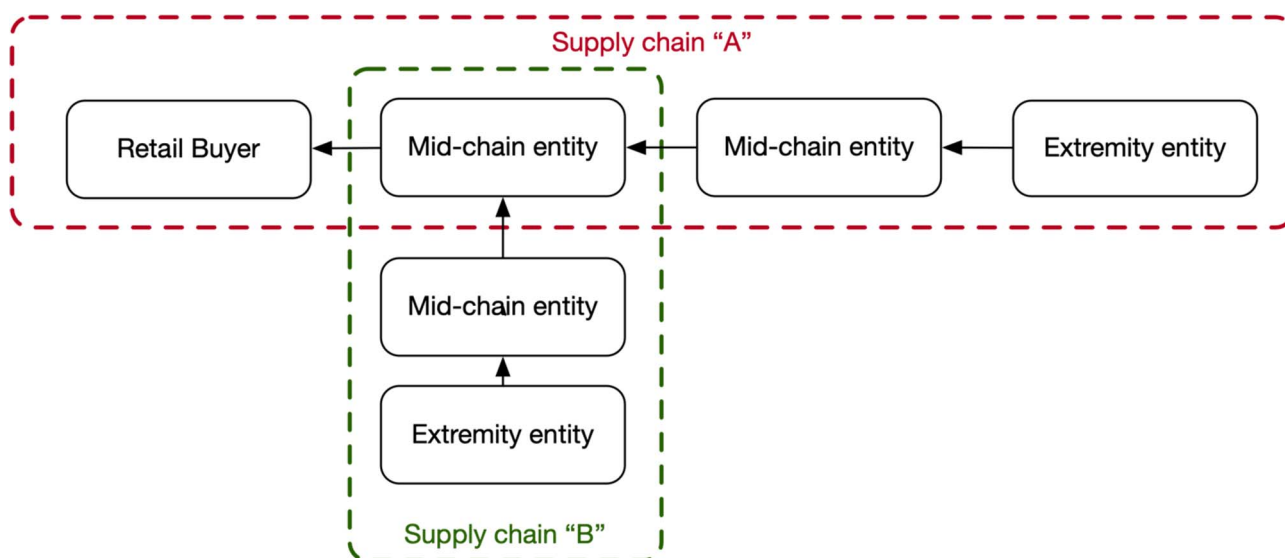 Supply chain “A”
Retail Buyer
Mid-chain entity
Mid-chain entity
Extremity entity
Mid-chain entity
Extremity entity
Supply chain “B”